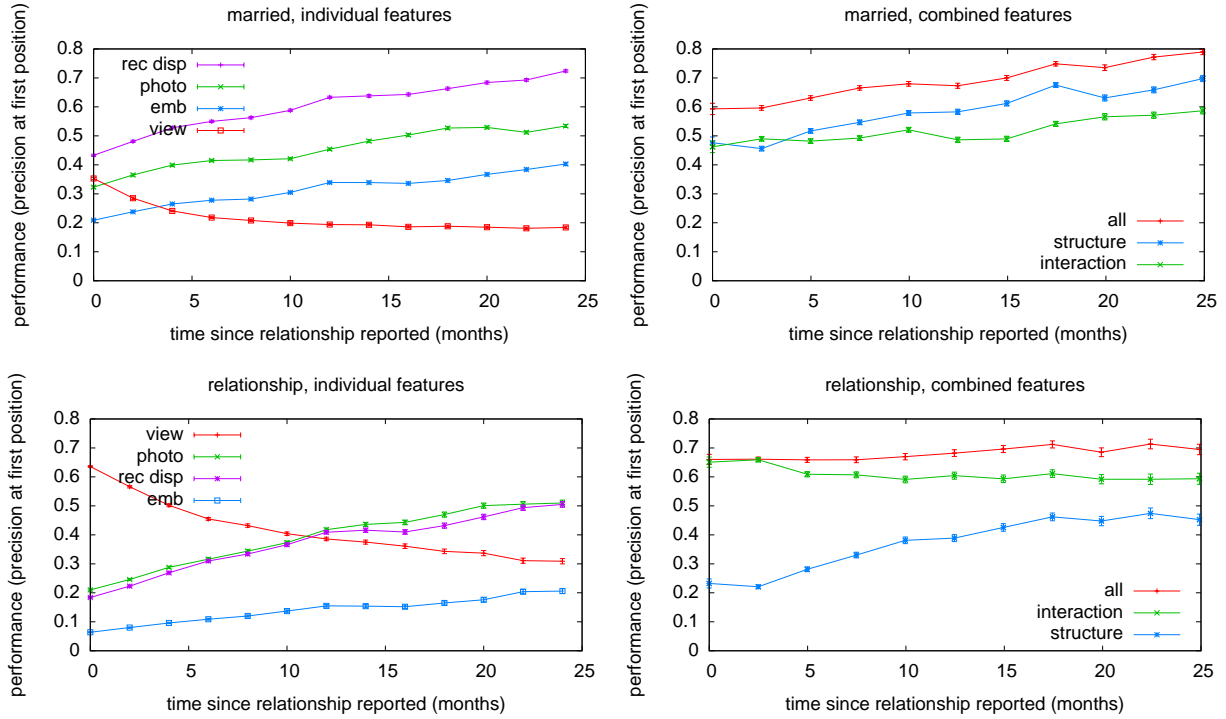 married, individual features
performance (precision at first position)
0.8
0.7
0.6
0.5
0.4
0.3
0.2
0.1
0
rec disp
photo
emb
view
0 5 10 15 20 25
time since relationship reported (months)
married, combined features
performance (precision at first position)
0.8
0.7
0.6
0.5
0.4
0.3
0.2
0.1
0
all
structure
interaction
0 5 10 15 20 25
time since relationship reported (months)
relationship, individual features
performance (precision at first position)
0.8
0.7
0.6
0.5
0.4
0.3
0.2
0.1
0
view
photo
rec disp
emb
0 5 10 15 20 25
time since relationship reported (months)
relationship, combined features
performance (precision at first position)
0.8
0.7
0.6
0.5
0.4
0.3
0.2
0.1
0
all
interaction
structure
0 5 10 15 20 25
time since relationship reported (months)